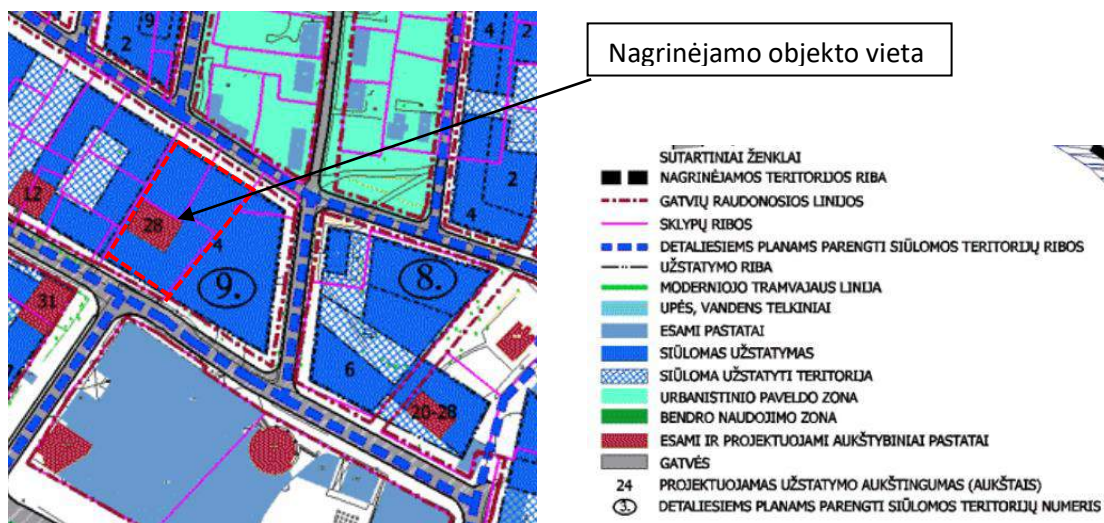 Nagrinėjamo objekto vieta
9
2
4
2
2
4
12
28
4
9.
8.
31
6
20-28
SUTARTINIAI ŽENKLAI
NAGRINĖJAMOS TERITORIJOS RIBA
GATVIŲ RAUDONOSIOS LINIJOS
SKLYPŲ RIBOS
DETALIESIEMS PLANAMS PARENGTI SIŪLOMOS TERITORIJŲ RIBOS
UŽSTATYMO RIBA
MODERNIOJO TRAMVAJAUS LINIJA
UPĖS, VANDENS TELKINIAI
ESAMI PASTATAI
SIŪLOMAS UŽSTATYMAS
SIŪLOMA UŽSTATYTI TERITORIJA
URBANISTINIO PAVELDO ZONA
BENDRO NAUDOJIMO ZONA
ESAMI IR PROJEKTUOJAMI AUKŠTYBINIAI PASTATAI
GATVĖS
24 PROJEKTUOJAMAS UŽSTATYMO AUKŠTINGUMAS (AUKŠTAIS)
3. DETALIESIEMS PLANAMS PARENGTI SIŪLOMOS TERITORIJŲ NUMERIS